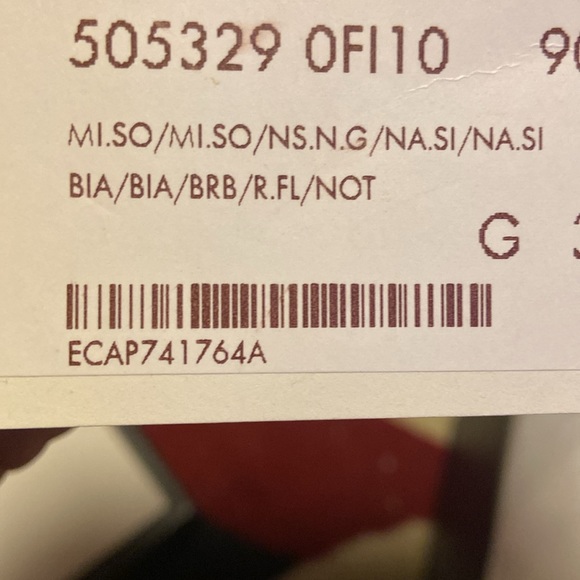 505329 0FI10
MI.SO/MI.SO/NS.N.G/NA.SI/NA.SI
BIA/BIA/BRB/R.FL/NOT
G
ECAP741764A